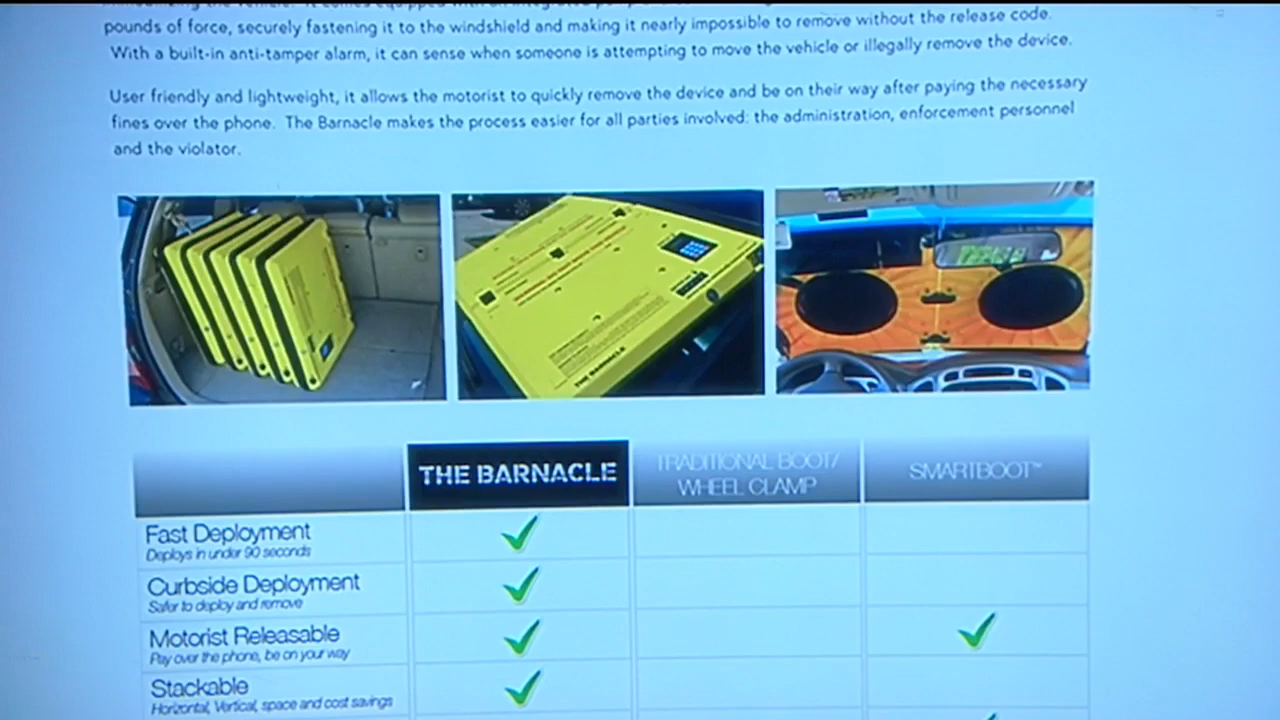 pounds of force, securely fastening it to the windshield and making it nearly impossible to remove without the release code.
With a built-in anti-tamper alarm, it can sense when someone is attempting to move the vehicle or illegally remove the device.
User friendly and lightweight, it allows the motorist to quickly remove the device and be on their way after paying the necessary
fines over the phone. The Barnacle makes the process easier for all parties involved: the administration, enforcement personnel
and the violator.
THE BARNACLE
THE BARNACLE
TRADITIONAL BOOT/
WHEEL CLAMP
SMARTBOOT™
Fast Deployment
Deploys in under 90 seconds
Curbside Deployment
Safer to deploy and remove
Motorist Releasable
Pay over the phone, be on your way
Stackable
Horizontal, Vertical, space and cost savings